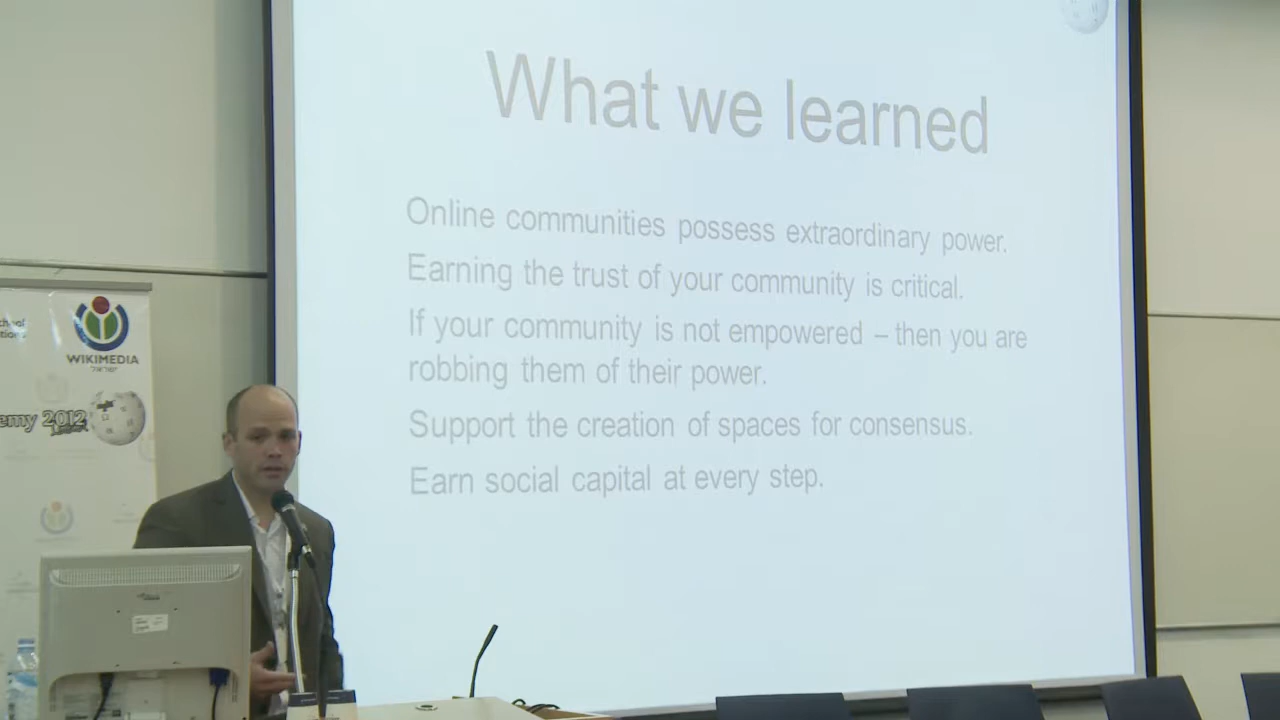 What we learned
Online communities possess extraordinary power.
Earning the trust of your community is critical.
If your community is not empowered – then you are
robbing them of their power.
Support the creation of spaces for consensus.
Earn social capital at every step.
WIKIMEDIA
ישראל
emy 2012